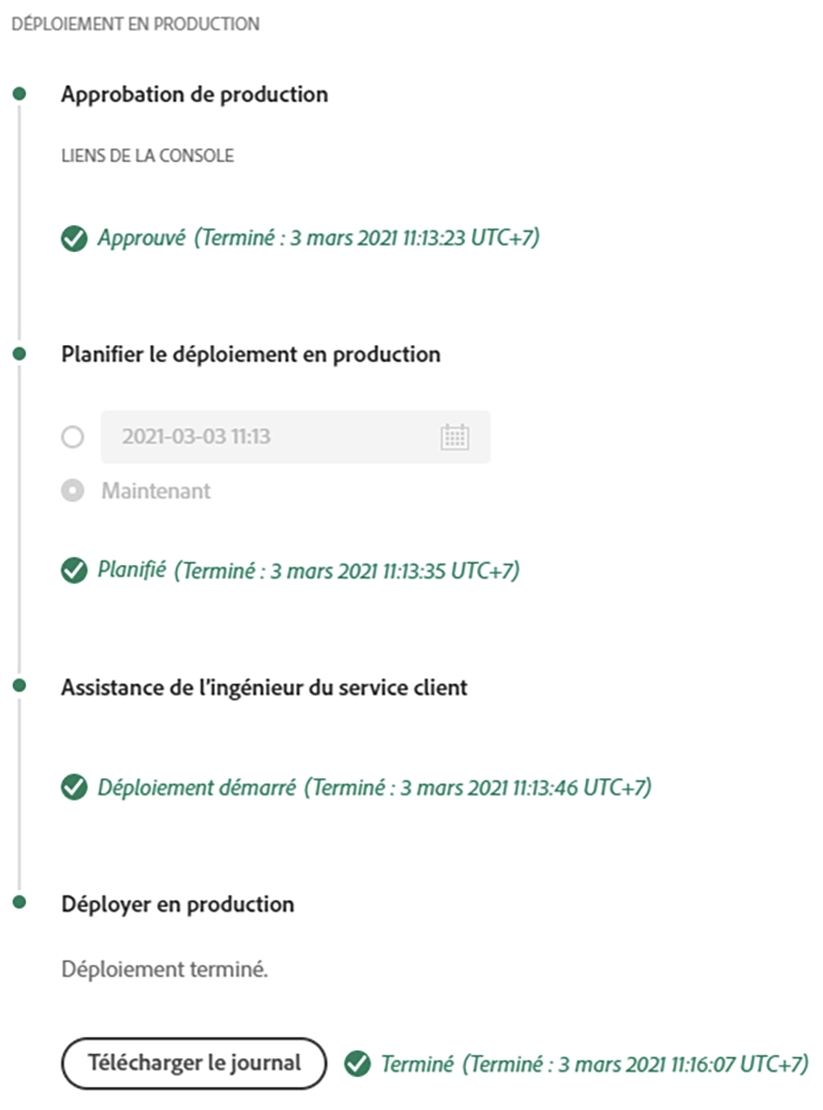 DÉPLOIEMENT EN PRODUCTION
Approbation de production
LIENS DE LA CONSOLE
Approuvé (Terminé : 3 mars 2021 11:13:23 UTC+7)
Planifier le déploiement en production
2021-03-03 11:13
Maintenant
Planifié (Terminé : 3 mars 2021 11:13:35 UTC+7)
Assistance de l’ingénieur du service client
Déploiement démarré (Terminé : 3 mars 2021 11:13:46 UTC+7)
Déployer en production
Déploiement terminé.
Télécharger le journal Terminé (Terminé : 3 mars 2021 11:16:07 UTC+7)